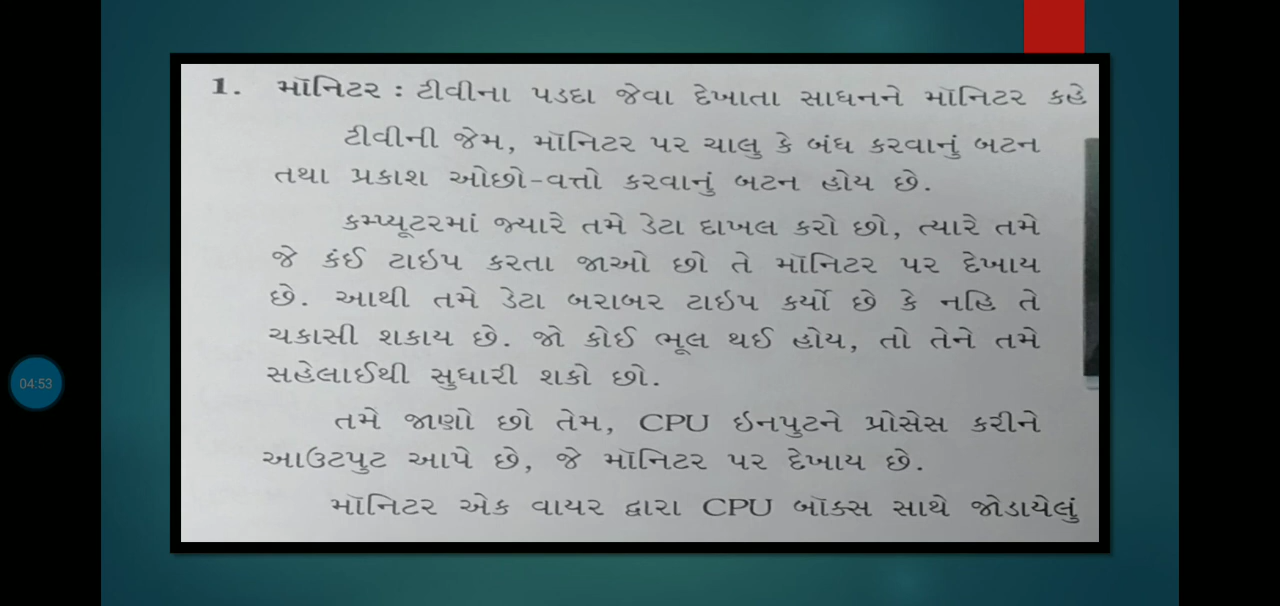 1. મૉનિટર : ટીવીના પડદા જેવા દેખાતા સાધનને મૉનિટર કહે
ટીવીની જેમ, મૉનિટર પર ચાલુ કે બંધ કરવાનું બટન
તથા પ્રકાશ ઓછો-વત્તો કરવાનું બટન હોય છે.
કમ્પ્યૂટરમાં જ્યારે તમે ડેટા દાખલ કરો છો, ત્યારે તમે
જે કંઈ ટાઇપ કરતા જાઓ છો તે મૉનિટર પર દેખાય
છે. આથી તમે ડેટા બરાબર ટાઇપ કર્યો છે કે નહિ તે
ચકાસી શકાય છે. જો કોઈ ભૂલ થઈ હોય, તો તેને તમે
સહેલાઈથી સુધારી શકો છો.
તમે જાણો છો તેમ, CPU ઇનપુટને પ્રોસેસ કરીને
આઉટપુટ આપે છે, જે મૉનિટર પર દેખાય છે.
મૉનિટર એક વાયર દ્વારા CPU બૉક્સ સાથે જોડાયેલું
04:53